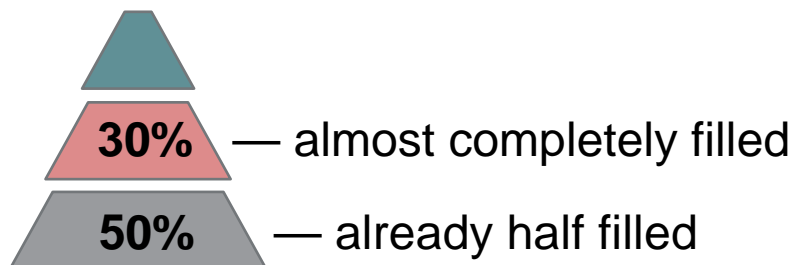 30% — almost completely filled
50% — already half filled